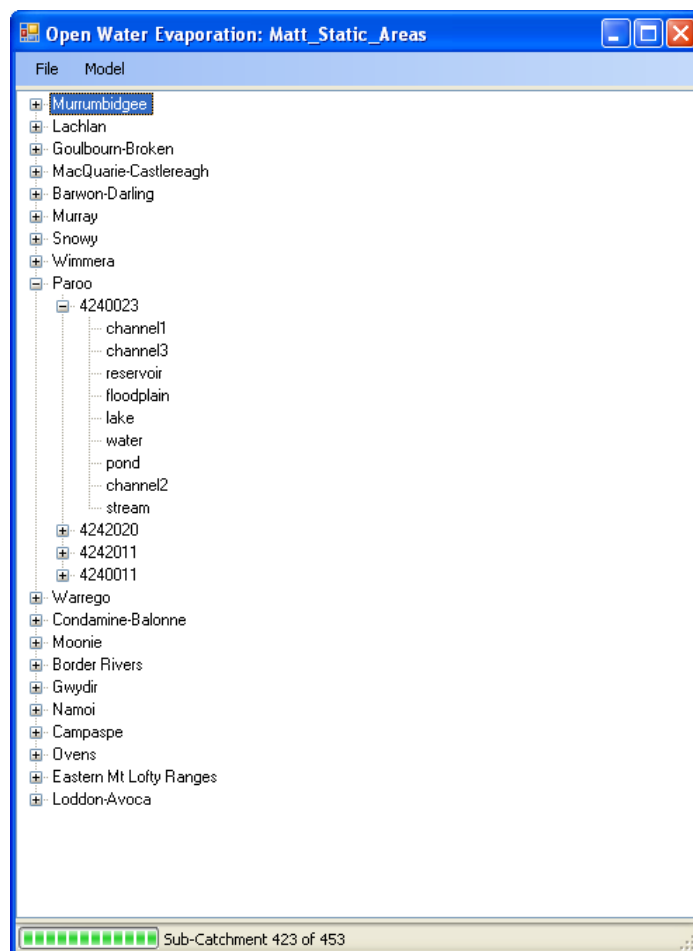 Open Water Evaporation: Matt_Static_Areas
File Model
Murrumbidgee
Lachlan
Goulbourn-Broken
MacQuarie-Castlereagh
Barwon-Darling
Murray
Snowy
Wimmera
Paroo
4240023
channel1
channel3
reservoir
floodplain
lake
water
pond
channel2
stream
4242020
4242011
4240011
Warrego
Condamine-Balonne
Moonie
Border Rivers
Gwydir
Namoi
Campaspe
Ovens
Eastern Mt Lofty Ranges
Loddon-Avoca
Sub-Catchment 423 of 453